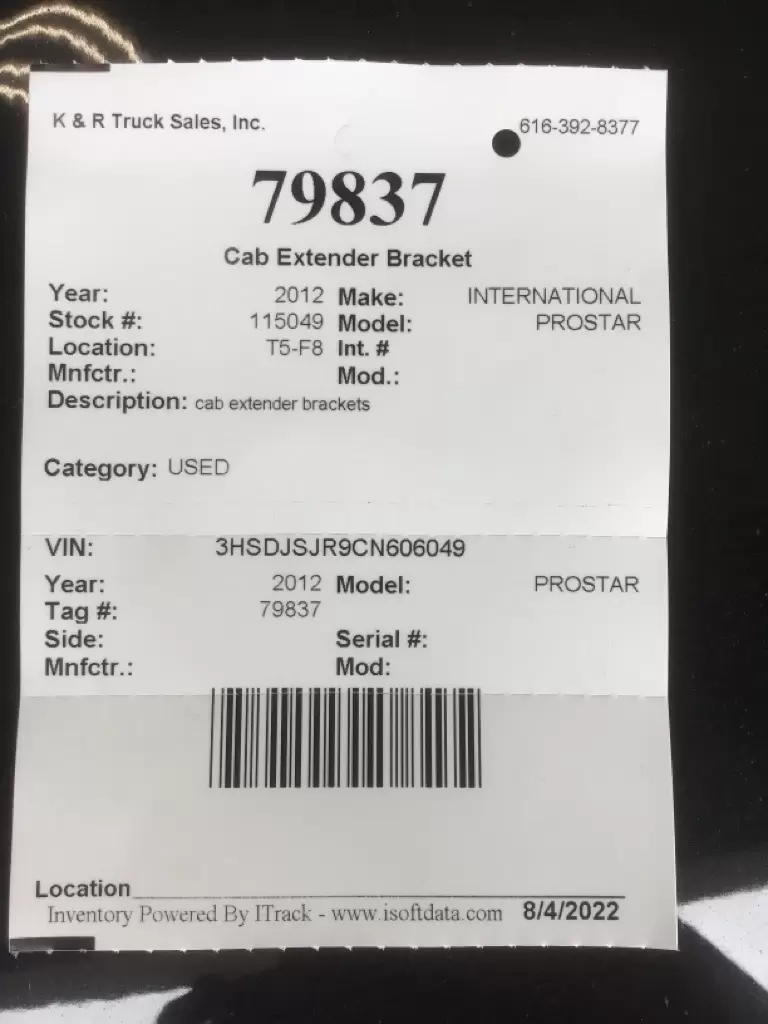 K & R Truck Sales, Inc. 616-392-8377
79837
Cab Extender Bracket
Year: 2012 Make: INTERNATIONAL
Stock #: 115049 Model: PROSTAR
Location: T5-F8 Int. #
Mnfctr.: Mod.:
Description: cab extender brackets
Category: USED
VIN: 3HSDJSJR9CN606049
Year: 2012 Model: PROSTAR
Tag #: 79837
Side: Serial #:
Mnfctr.: Mod:
Location
Inventory Powered By ITrack - www.isoftdata.com 8/4/2022